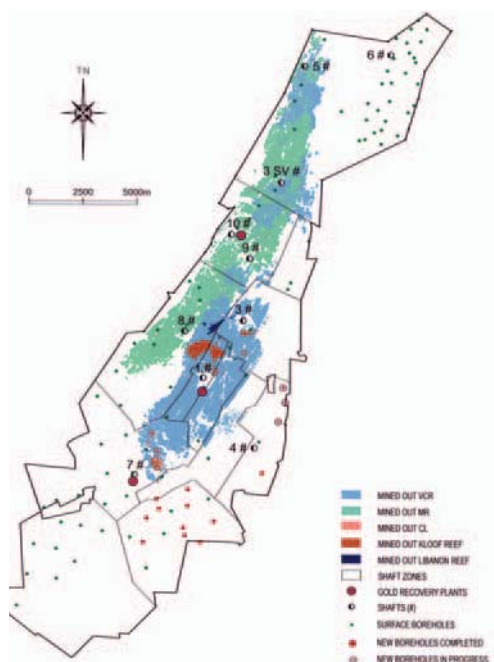 TN
6 #
5 #
0 2500 5000m
3 SV #
10 #
9 #
3 #
8 #
1 #
4 #
7 #
MINED OUT VCR
MINED OUT MR
MINED OUT CL
MINED OUT KLOOF REEF
MINED OUT LIBANON REEF
SHAFT ZONES
GOLD RECOVERY PLANTS
SHAFTS (#)
SURFACE BOREHOLES
NEW BOREHOLES COMPLETED
NEW BOREHOLES IN PROGRESS